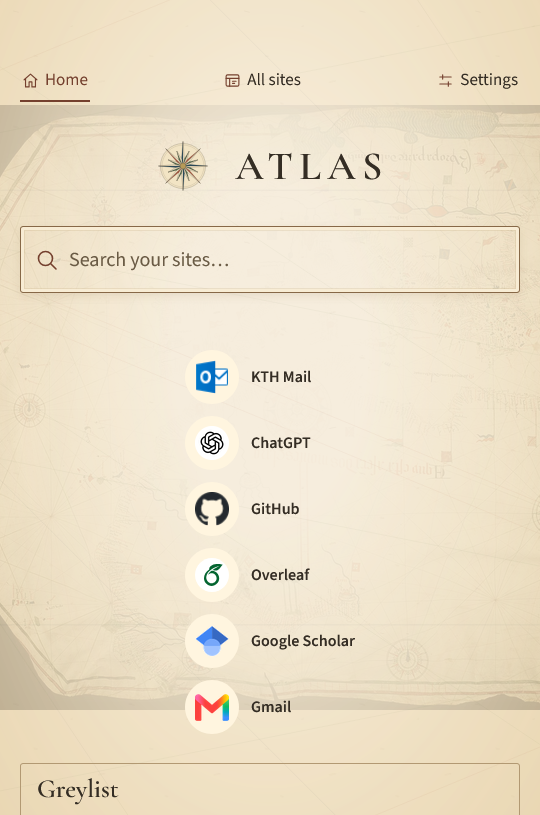 Home
All sites
Settings
ATLAS
Search your sites...
KTH Mail
ChatGPT
GitHub
Overleaf
Google Scholar
Gmail
Greylist